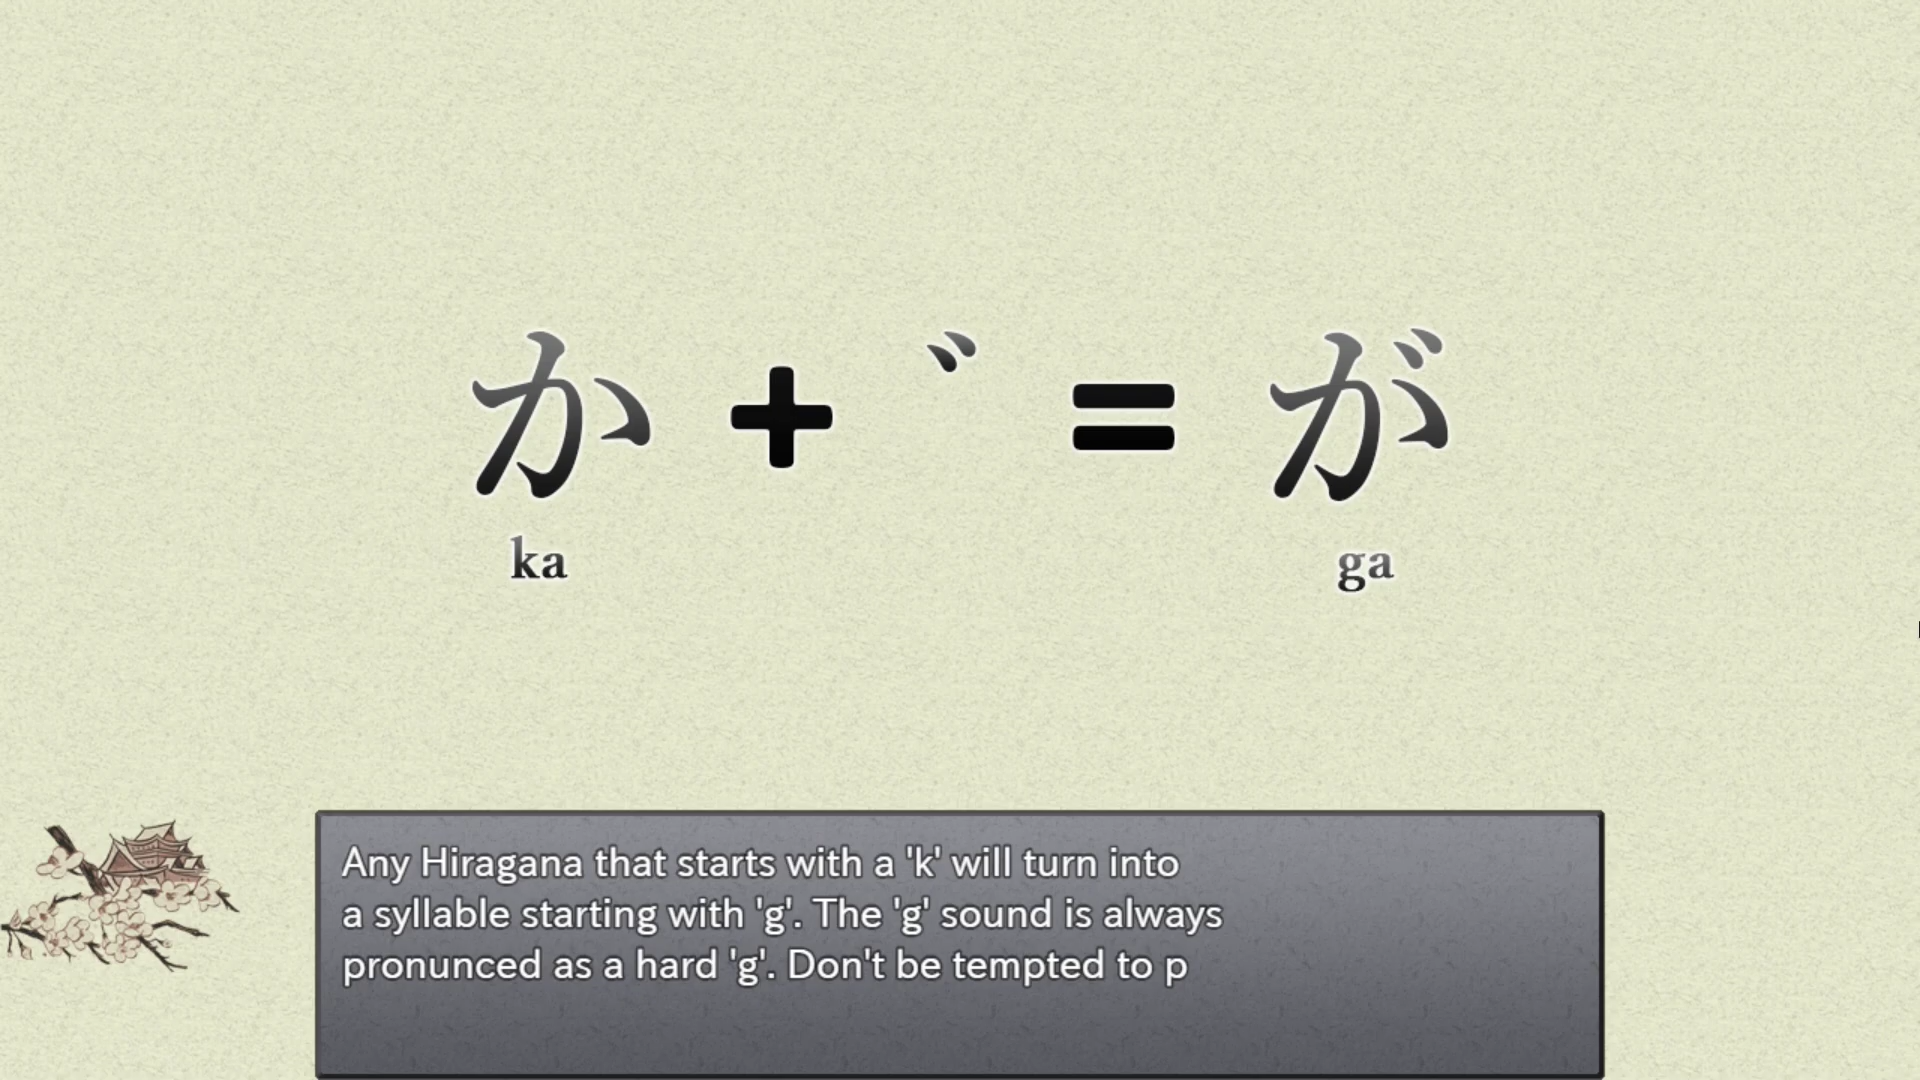 か + ゛ = が
ka ga
Any Hiragana that starts with a 'k' will turn into
a syllable starting with 'g'. The 'g' sound is always
pronunced as a hard 'g'. Don't be tempted to p